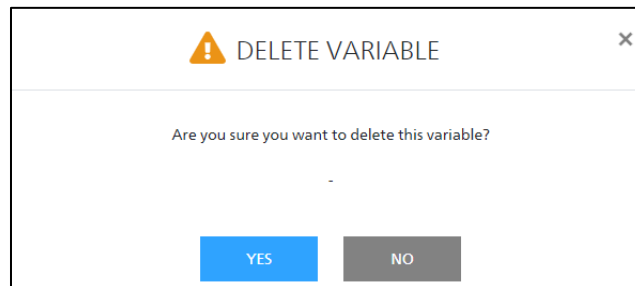 DELETE VARIABLE
×
Are you sure you want to delete this variable?
-
YES NO